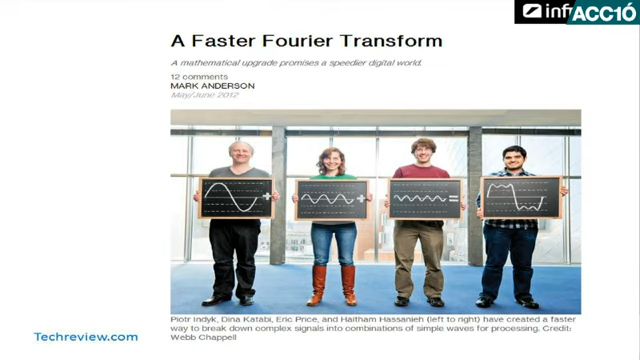 infr
ACC1Ó
A Faster Fourier Transform
A mathematical upgrade promises a speedier digital world.
12 comments
MARK ANDERSON
May/June 2012
+
+
=
Piotr Indyk, Dina Katabi, Eric Price, and Haitham Hassanieh (left to right) have created a faster
way to break down complex signals into combinations of simple waves for processing. Credit:
Webb Chappell
Techreview.com